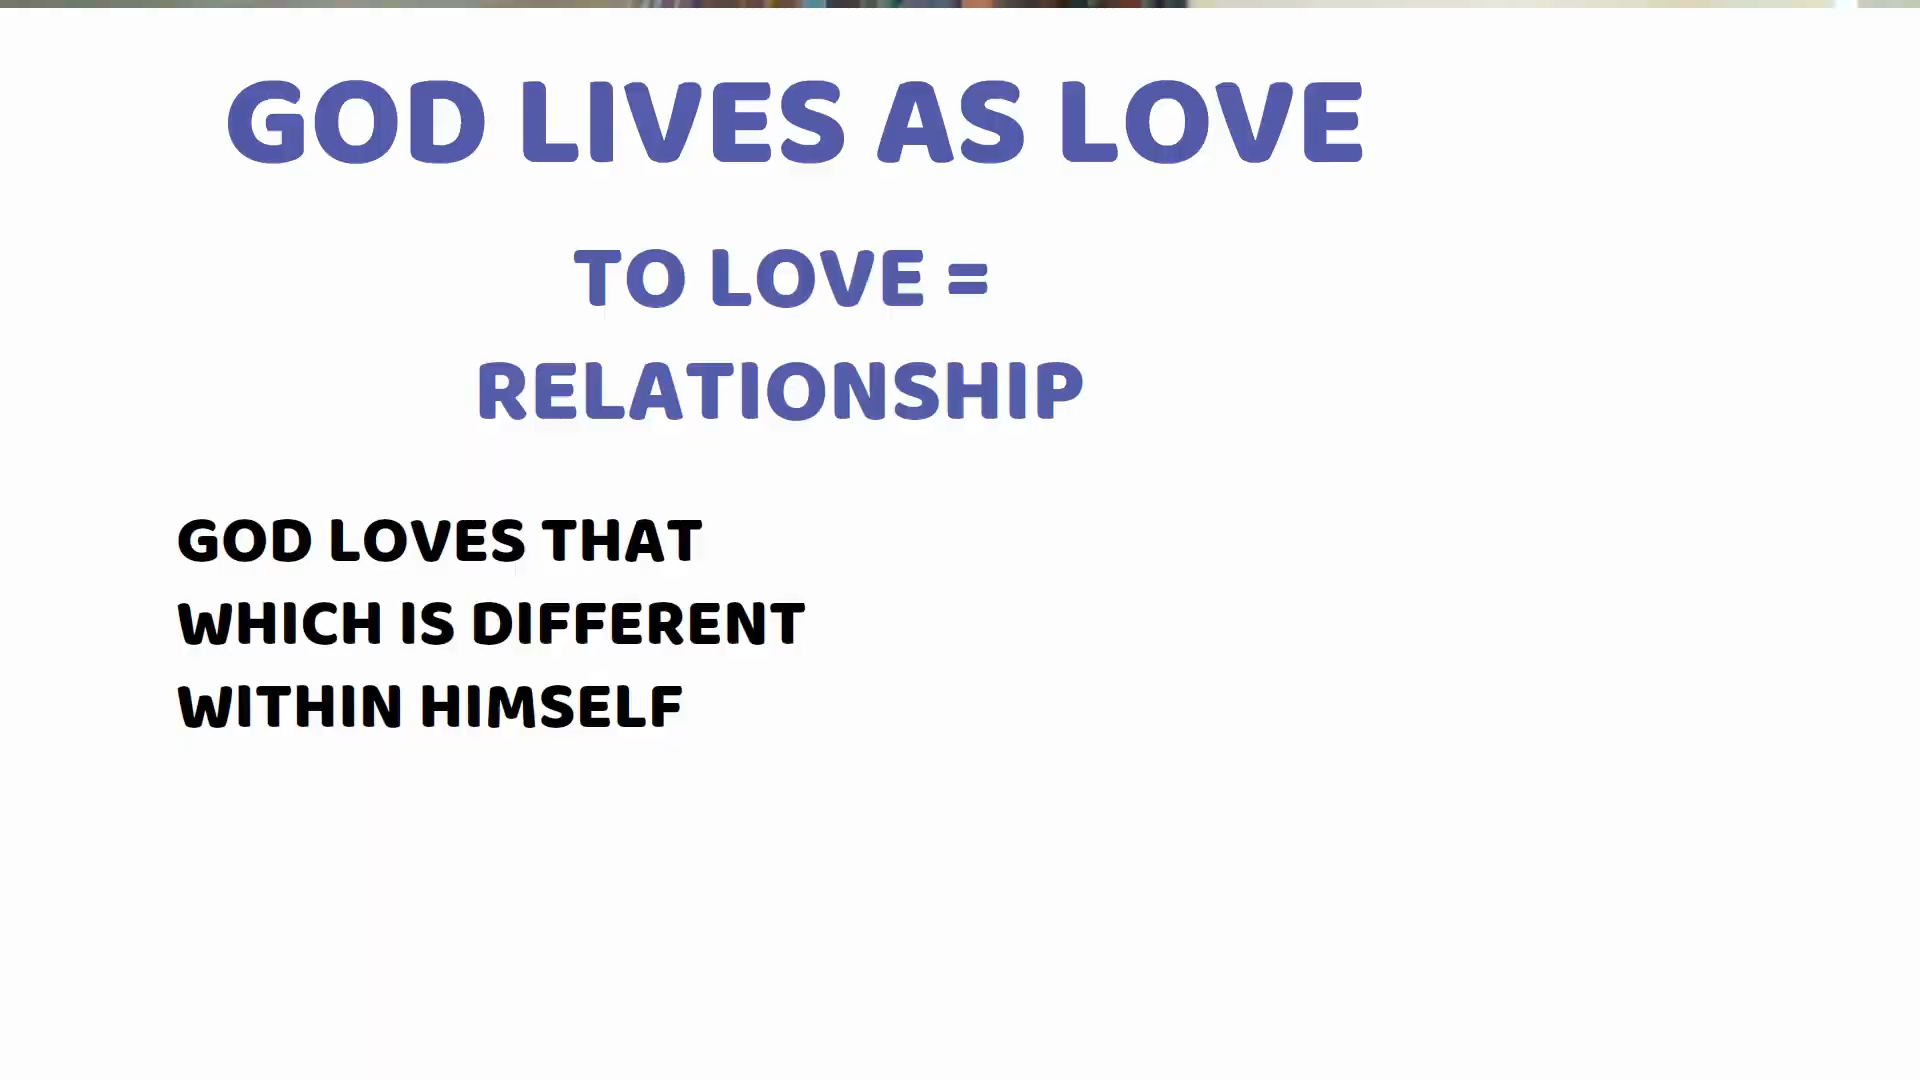 GOD LIVES AS LOVE
TO LOVE =
RELATIONSHIP
GOD LOVES THAT
WHICH IS DIFFERENT
WITHIN HIMSELF